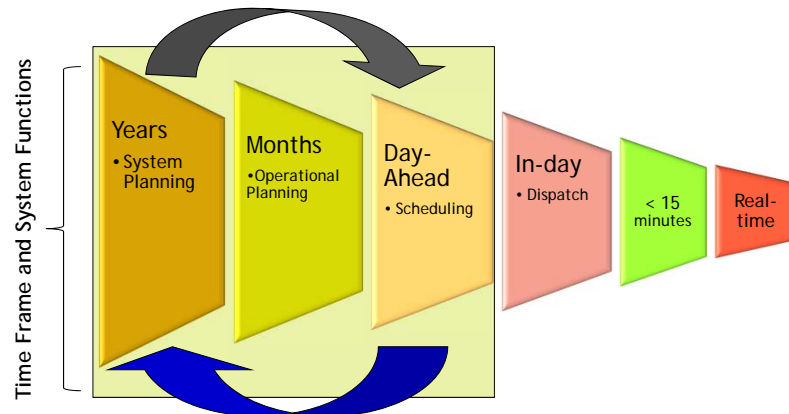 Time Frame and System Functions
Years
• System
Planning
Months
•Operational
Planning
Day-
Ahead
• Scheduling
In-day
• Dispatch
< 15
minutes
Real-
time